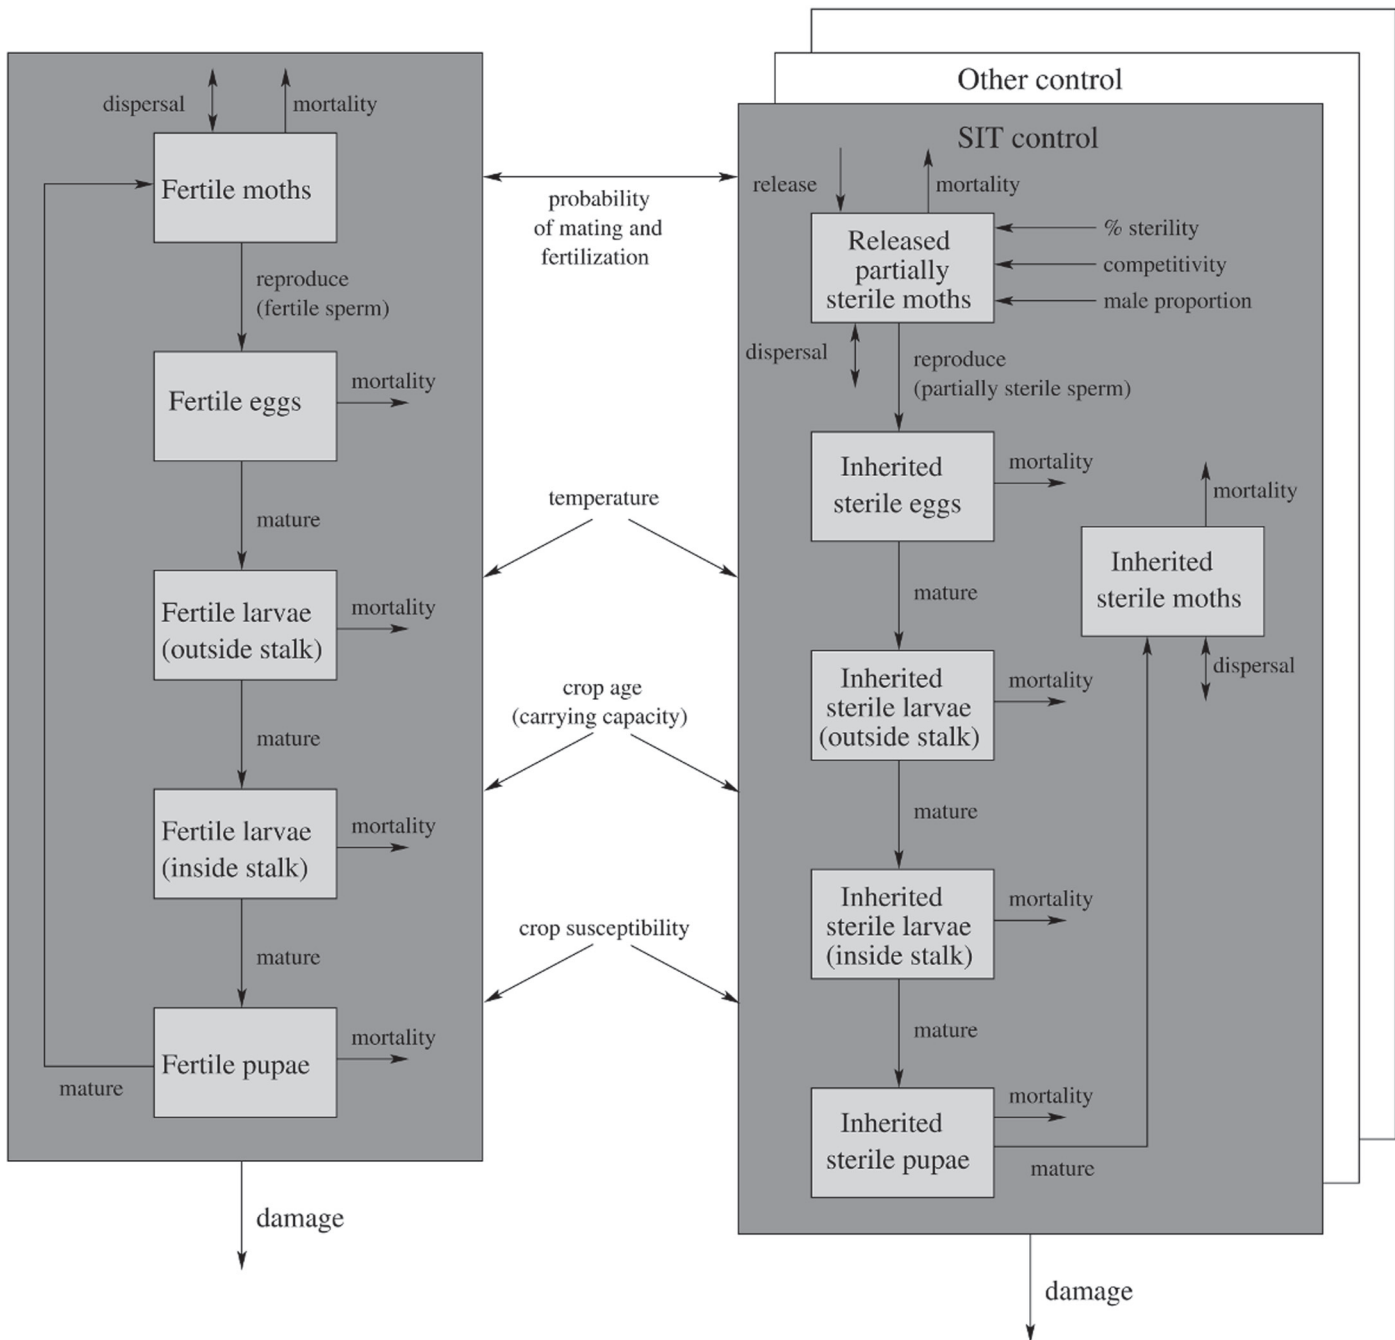 dispersal
mortality
Fertile moths
reproduce
(fertile sperm)
Fertile eggs
mortality
mature
Fertile larvae
(outside stalk)
mortality
mature
Fertile larvae
(inside stalk)
mortality
mature
Fertile pupae
mortality
mature
damage
probability
of mating and
fertilization
temperature
crop age
(carrying capacity)
crop susceptibility
Other control
SIT control
release
mortality
Released
partially
sterile moths
% sterility
competitivity
male proportion
dispersal
reproduce
(partially sterile sperm)
Inherited
sterile eggs
mortality
mature
Inherited
sterile larvae
(outside stalk)
mortality
mature
Inherited
sterile larvae
(inside stalk)
mortality
mature
Inherited
sterile pupae
mortality
mature
mortality
Inherited
sterile moths
dispersal
damage